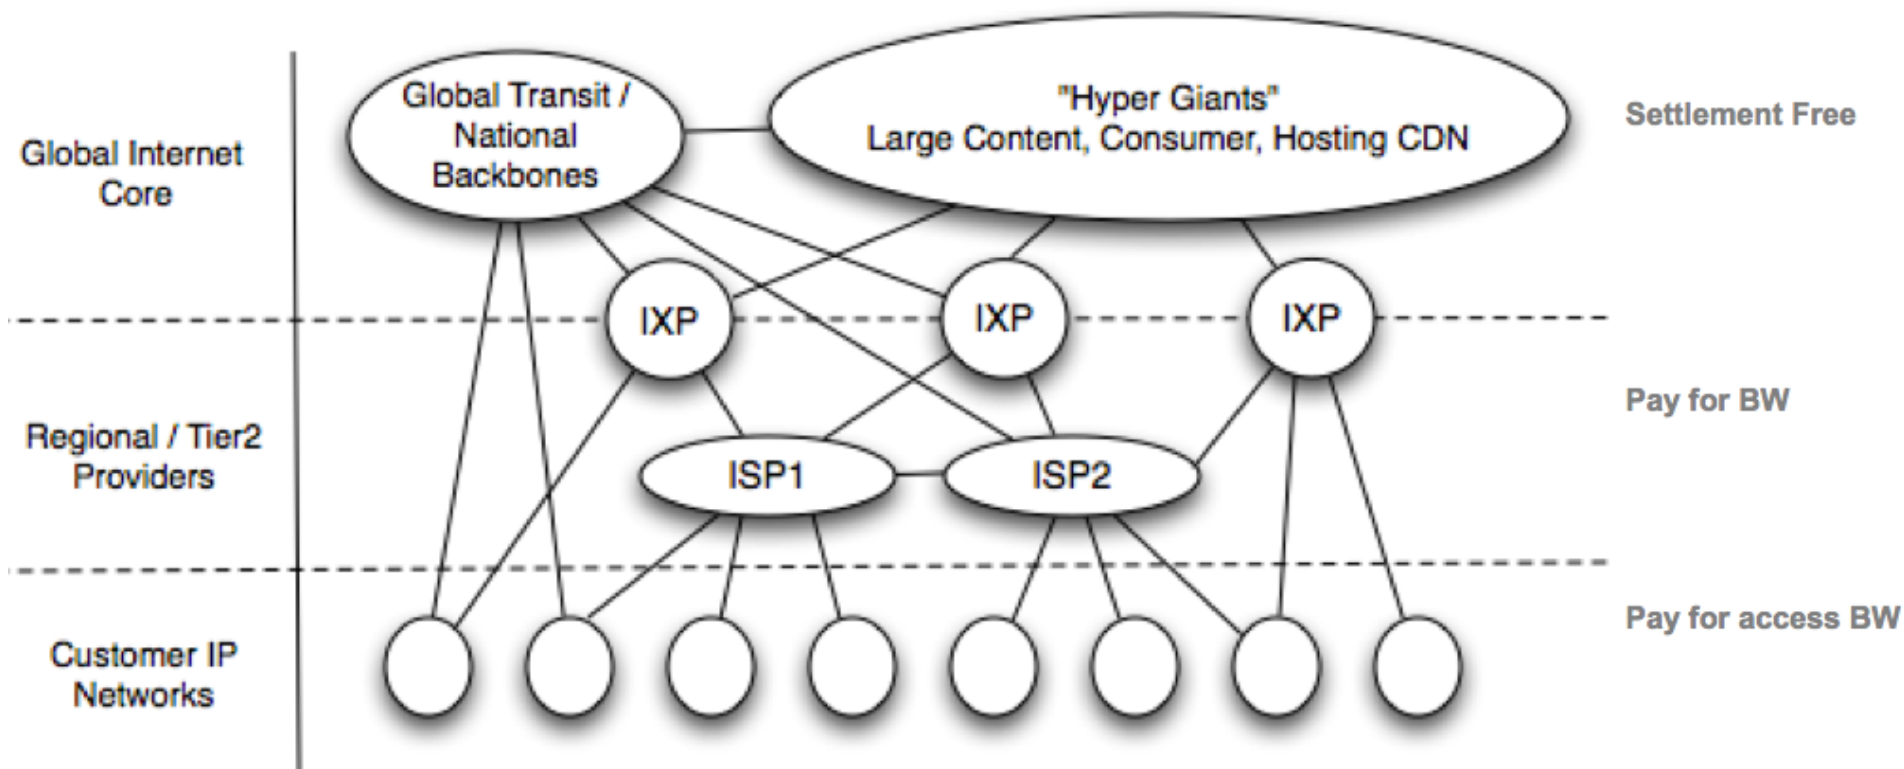 Global Transit /
National
Backbones
"Hyper Giants"
Large Content, Consumer, Hosting CDN
Settlement Free
Global Internet
Core
IXP
IXP
IXP
Pay for BW
Regional / Tier2
Providers
ISP1
ISP2
Pay for access BW
Customer IP
Networks